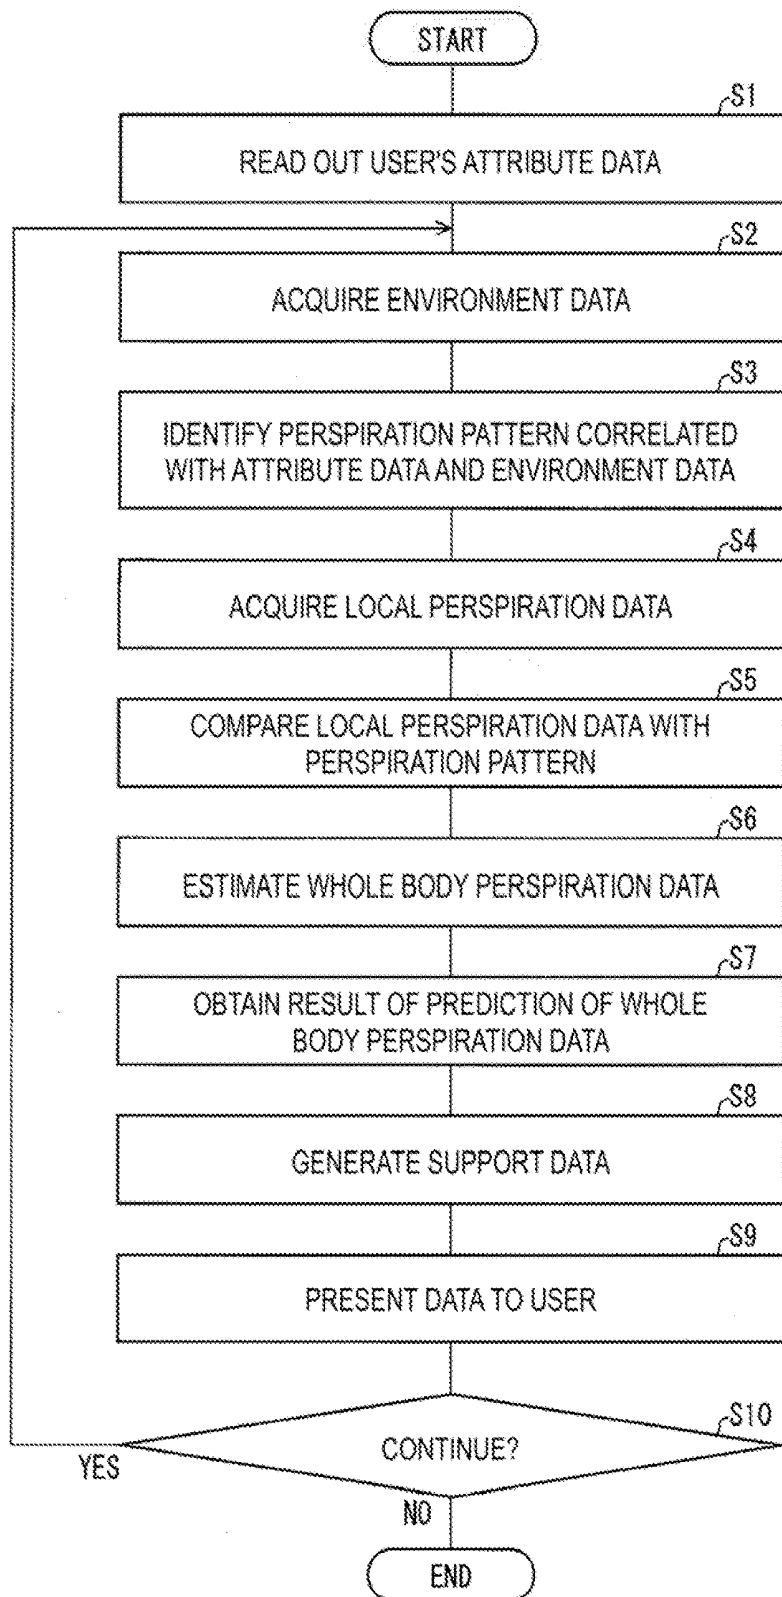 START
S1
READ OUT USER'S ATTRIBUTE DATA
S2
ACQUIRE ENVIRONMENT DATA
S3
IDENTIFY PERSPIRATION PATTERN CORRELATED
WITH ATTRIBUTE DATA AND ENVIRONMENT DATA
S4
ACQUIRE LOCAL PERSPIRATION DATA
S5
COMPARE LOCAL PERSPIRATION DATA WITH
PERSPIRATION PATTERN
S6
ESTIMATE WHOLE BODY PERSPIRATION DATA
S7
OBTAIN RESULT OF PREDICTION OF WHOLE
BODY PERSPIRATION DATA
S8
GENERATE SUPPORT DATA
S9
PRESENT DATA TO USER
S10
CONTINUE?
YES
NO
END